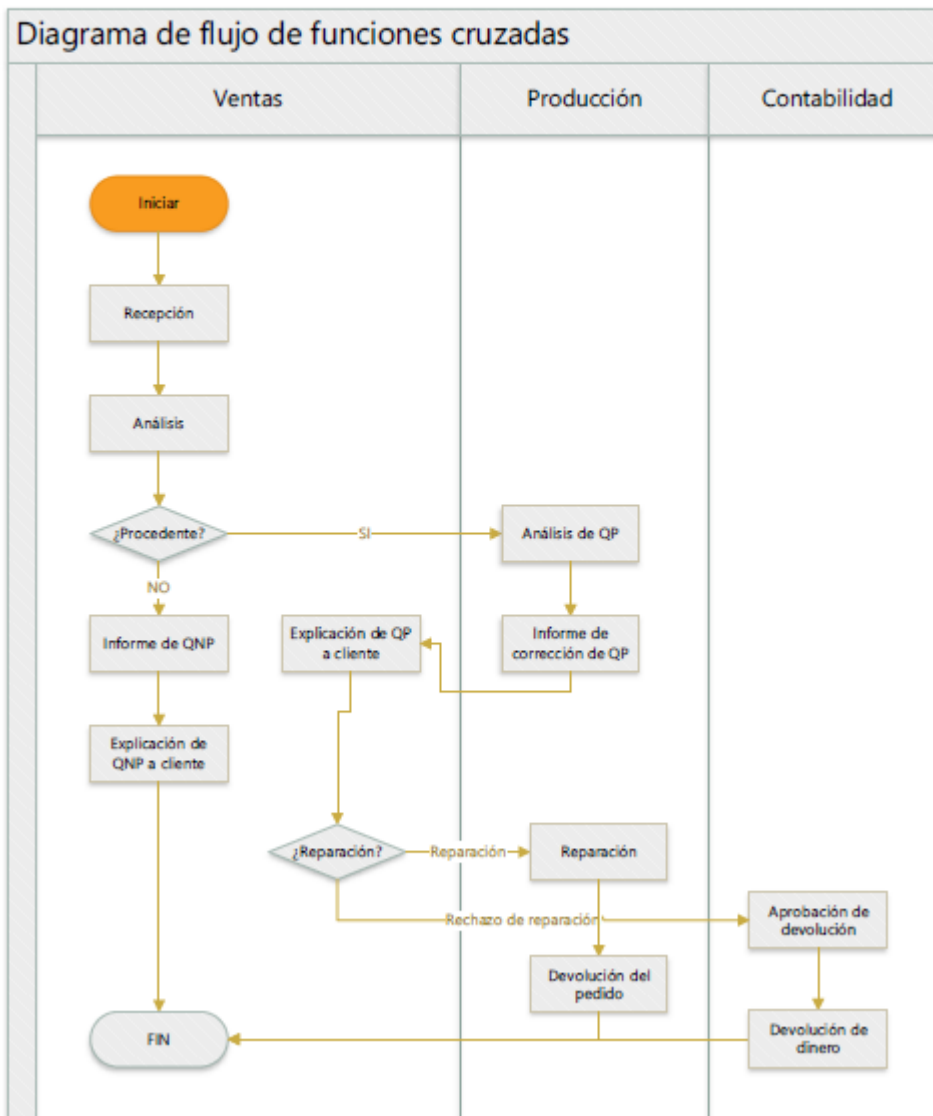 Diagrama de flujo de funciones cruzadas
Ventas
Producción
Contabilidad
Iniciar
Recepción
Análisis
¿Procedente?
SI
Análisis de QP
NO
Informe de QNP
Explicación de QP
a cliente
Informe de
corrección de QP
Explicación de
QNP a cliente
¿Reparación?
Reparación
Reparación
Rechazo de reparación
Aprobación de
devolución
Devolución del
pedido
FIN
Devolución de
dinero